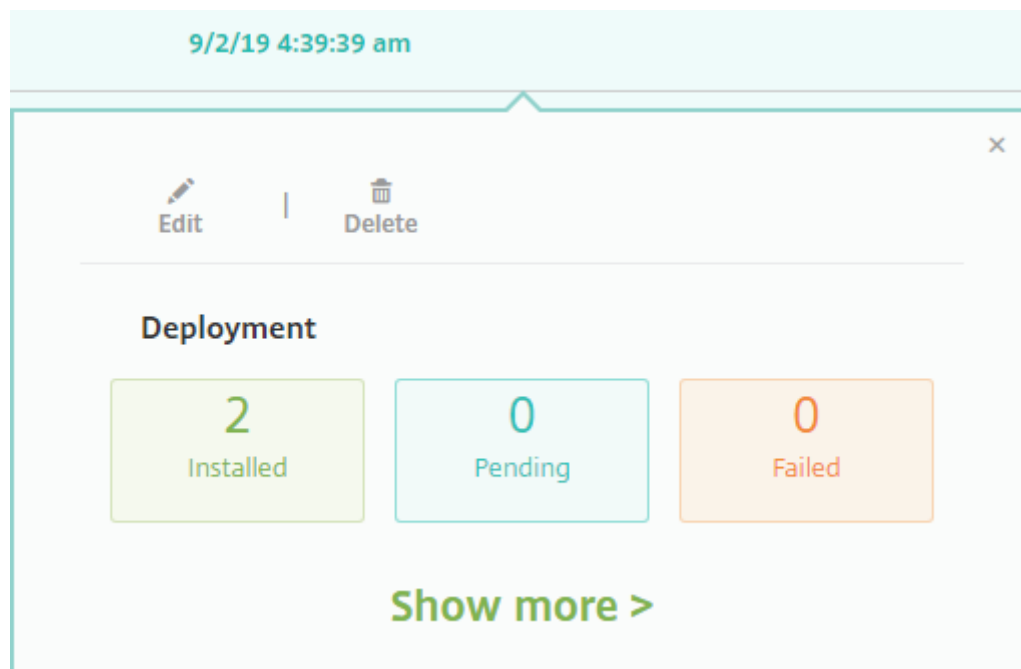 9/2/19 4:39:39 am
×
Edit | Delete
Deployment
2 0 0
Installed Pending Failed
Show more >